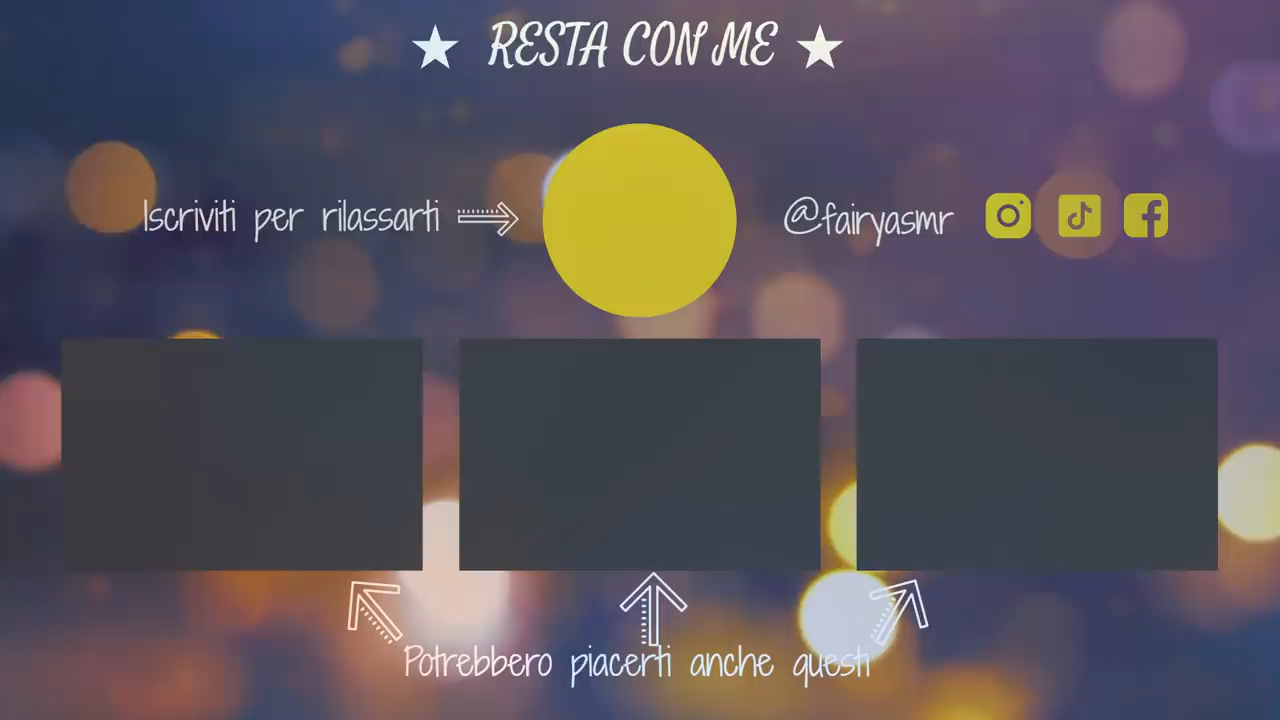 RESTA CON ME
Iscriviti per rilassarti
@fairyasmr
Potrebbero piacerti anche questi